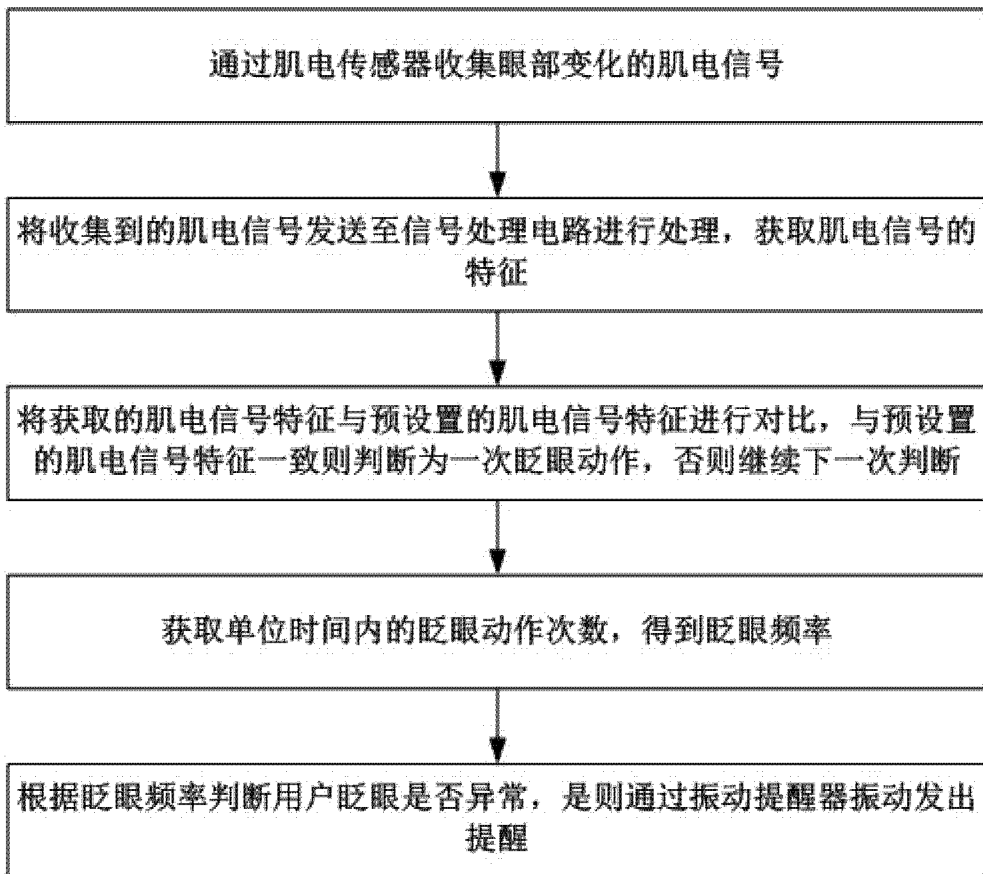 通过肌电传感器收集眼部变化的肌电信号
将收集到的肌电信号发送至信号处理电路进行处理，获取肌电信号的
特征
将获取的肌电信号特征与预设置的肌电信号特征进行对比，与预设置
的肌电信号特征一致则判断为一次眨眼动作，否则继续下一次判断
获取单位时间内的眨眼动作次数，得到眨眼频率
根据眨眼频率判断用户眨眼是否异常，是则通过振动提醒器振动发出
提醒